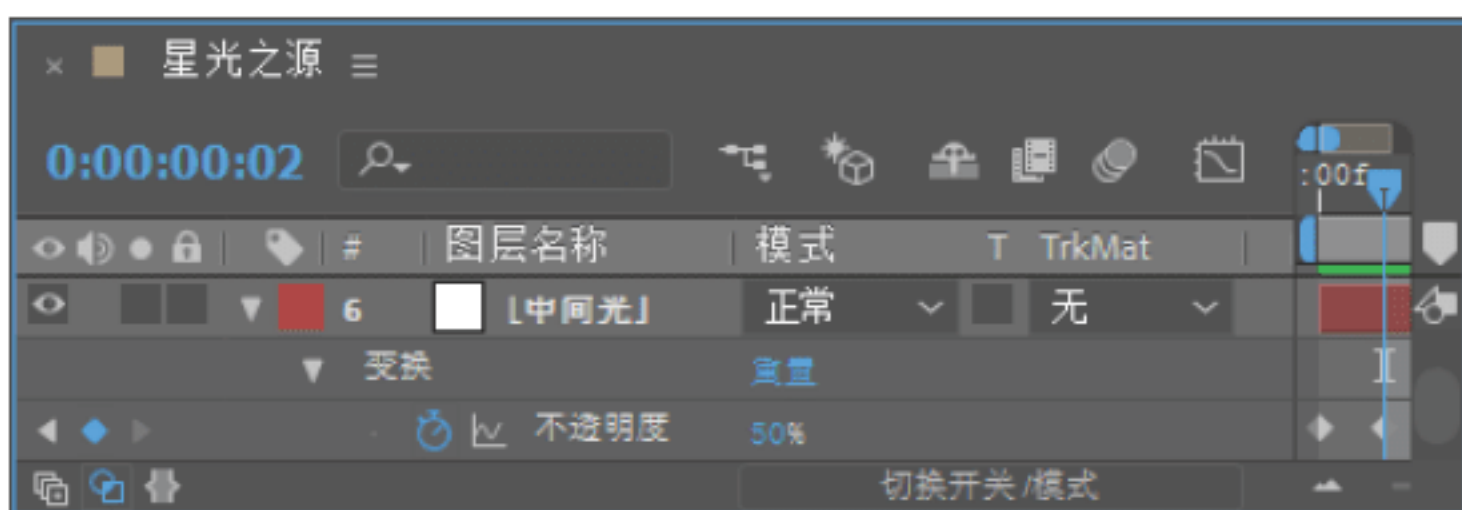 星光之源
0:00:00:02
:00f
# 图层名称 模式 T TrkMat
6 [中间光] 正常 无
变换 重置
不透明度 50%
切换开关/模式